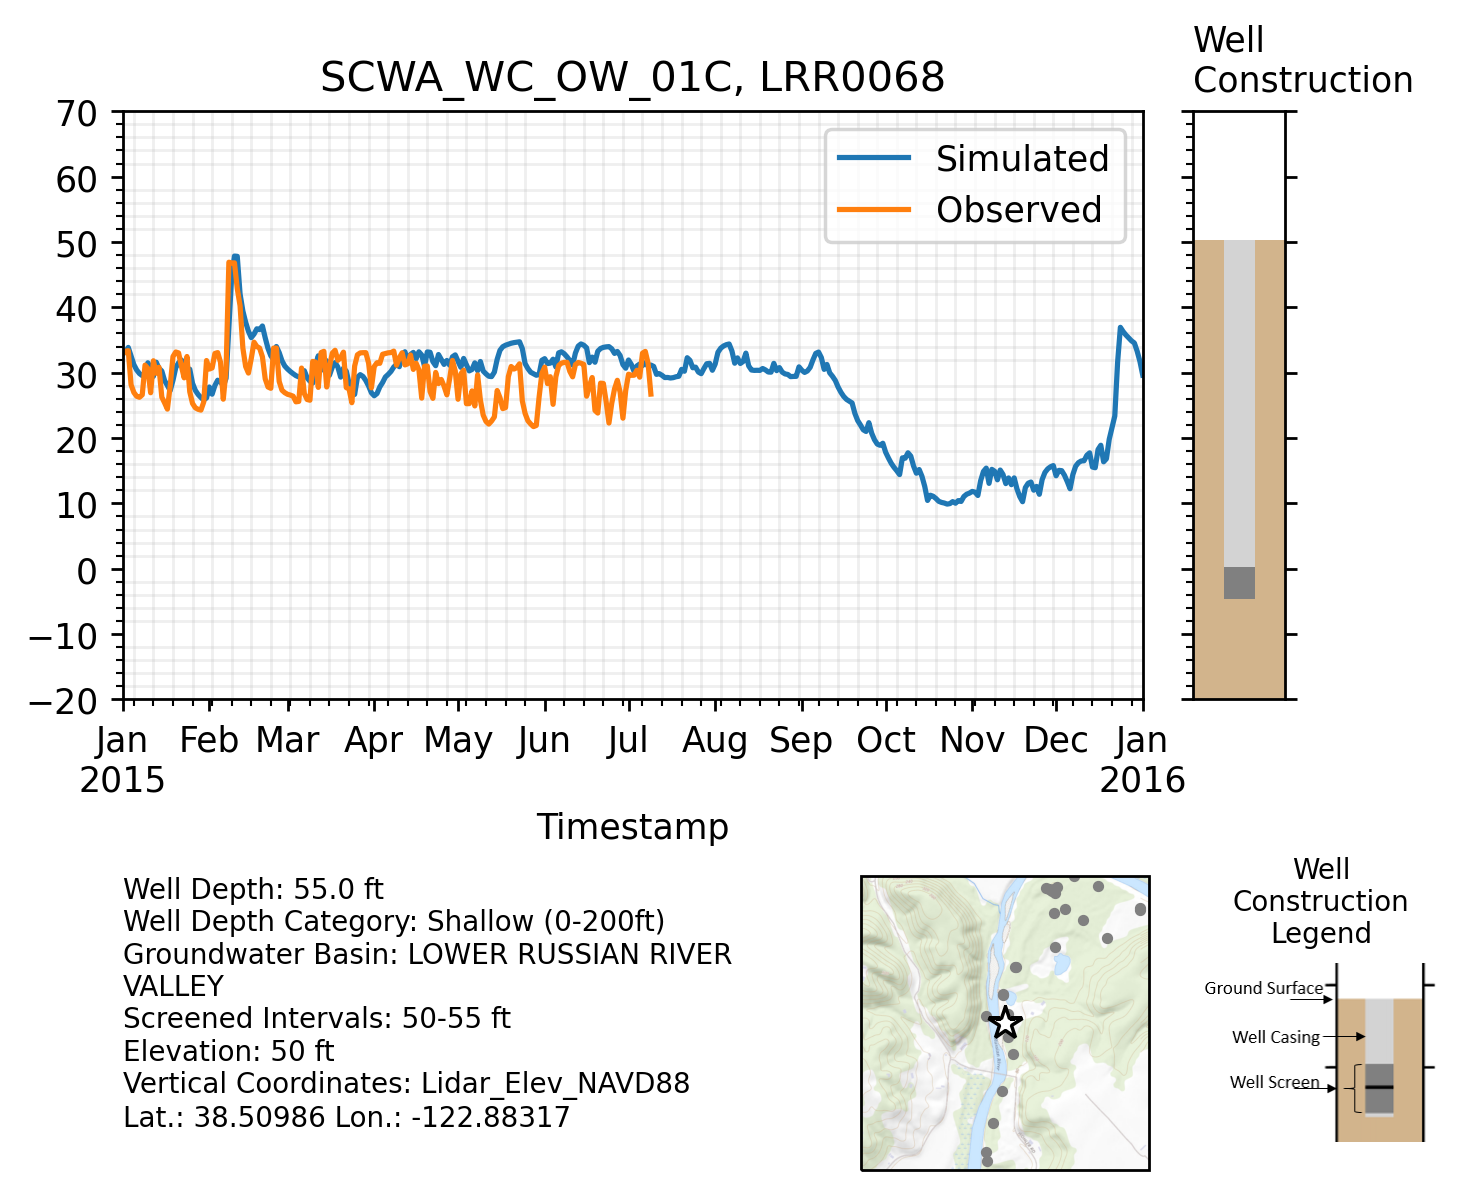 Well
Construction
SCWA_WC_OW_01C, LRR0068
70
60
50
40
30
20
10
0
−10
−20
Simulated
Observed
Jan Feb Mar Apr May Jun Jul Aug Sep Oct Nov Dec Jan
2015 2016
Timestamp
Well Depth: 55.0 ft
Well Depth Category: Shallow (0-200ft)
Groundwater Basin: LOWER RUSSIAN RIVER
VALLEY
Screened Intervals: 50-55 ft
Elevation: 50 ft
Vertical Coordinates: Lidar_Elev_NAVD88
Lat.: 38.50986 Lon.: -122.88317
Well
Construction
Legend
Ground Surface
Well Casing
Well Screen